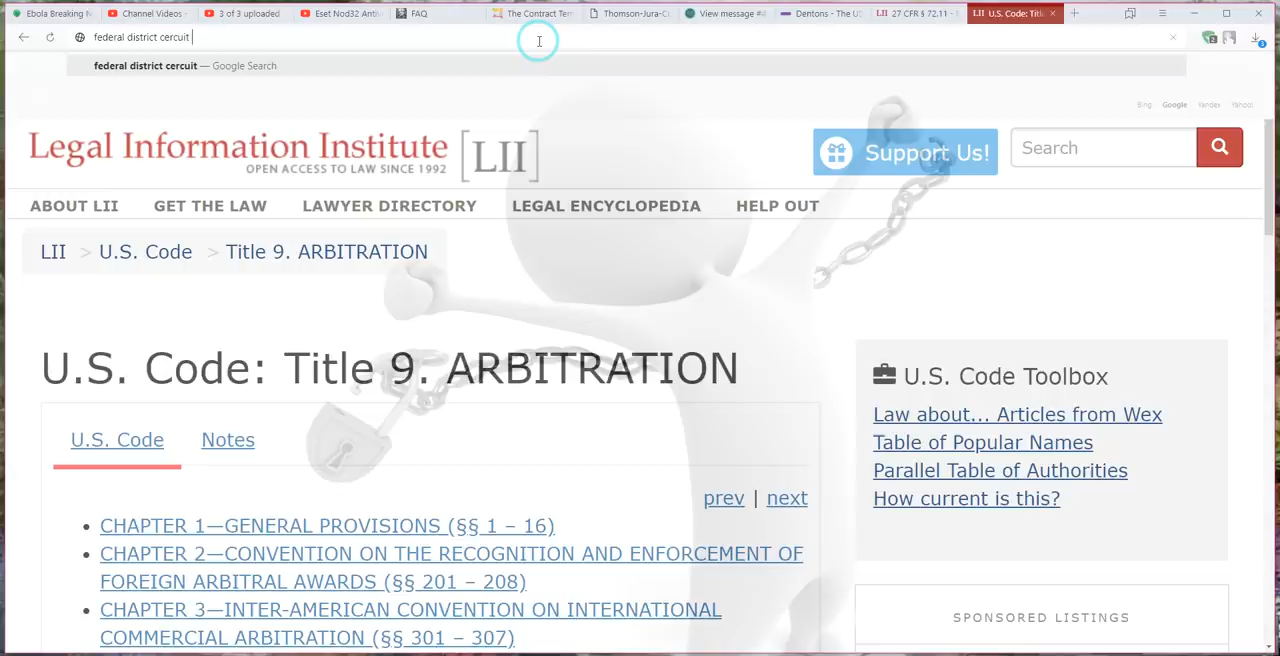 Ebola Breaking N
Channel Videos -
3 of 3 uploaded
Eset Nod32 Anti
FAQ
The Contract Tem
Thomson-Jura-C
View message #
Dentons - The US
LII 27 CFR § 72.11 -
LII U.S. Code: Titl
federal district cercuit
2
3
federal district cercuit — Google Search
Bing Google Yandex Yahoo
Legal Information Institute [LII]
OPEN ACCESS TO LAW SINCE 1992
Support Us!
Search
ABOUT LII GET THE LAW LAWYER DIRECTORY LEGAL ENCYCLOPEDIA HELP OUT
LII > U.S. Code > Title 9. ARBITRATION
U.S. Code: Title 9. ARBITRATION
U.S. Code Notes
prev | next
• CHAPTER 1—GENERAL PROVISIONS (§§ 1 – 16)
• CHAPTER 2—CONVENTION ON THE RECOGNITION AND ENFORCEMENT OF
FOREIGN ARBITRAL AWARDS (§§ 201 – 208)
• CHAPTER 3—INTER-AMERICAN CONVENTION ON INTERNATIONAL
COMMERCIAL ARBITRATION (§§ 301 – 307)
U.S. Code Toolbox
Law about... Articles from Wex
Table of Popular Names
Parallel Table of Authorities
How current is this?
SPONSORED LISTINGS